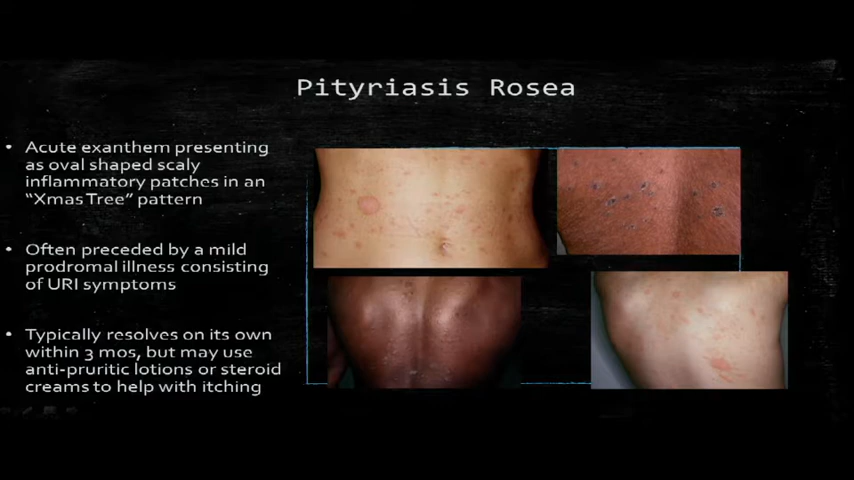 Pityriasis Rosea
• Acute exanthem presenting
as oval shaped scaly
inflammatory patches in an
“Xmas Tree” pattern
• Often preceded by a mild
prodromal illness consisting
of URI symptoms
• Typically resolves on its own
within 3 mos, but may use
anti-pruritic lotions or steroid
creams to help with itching